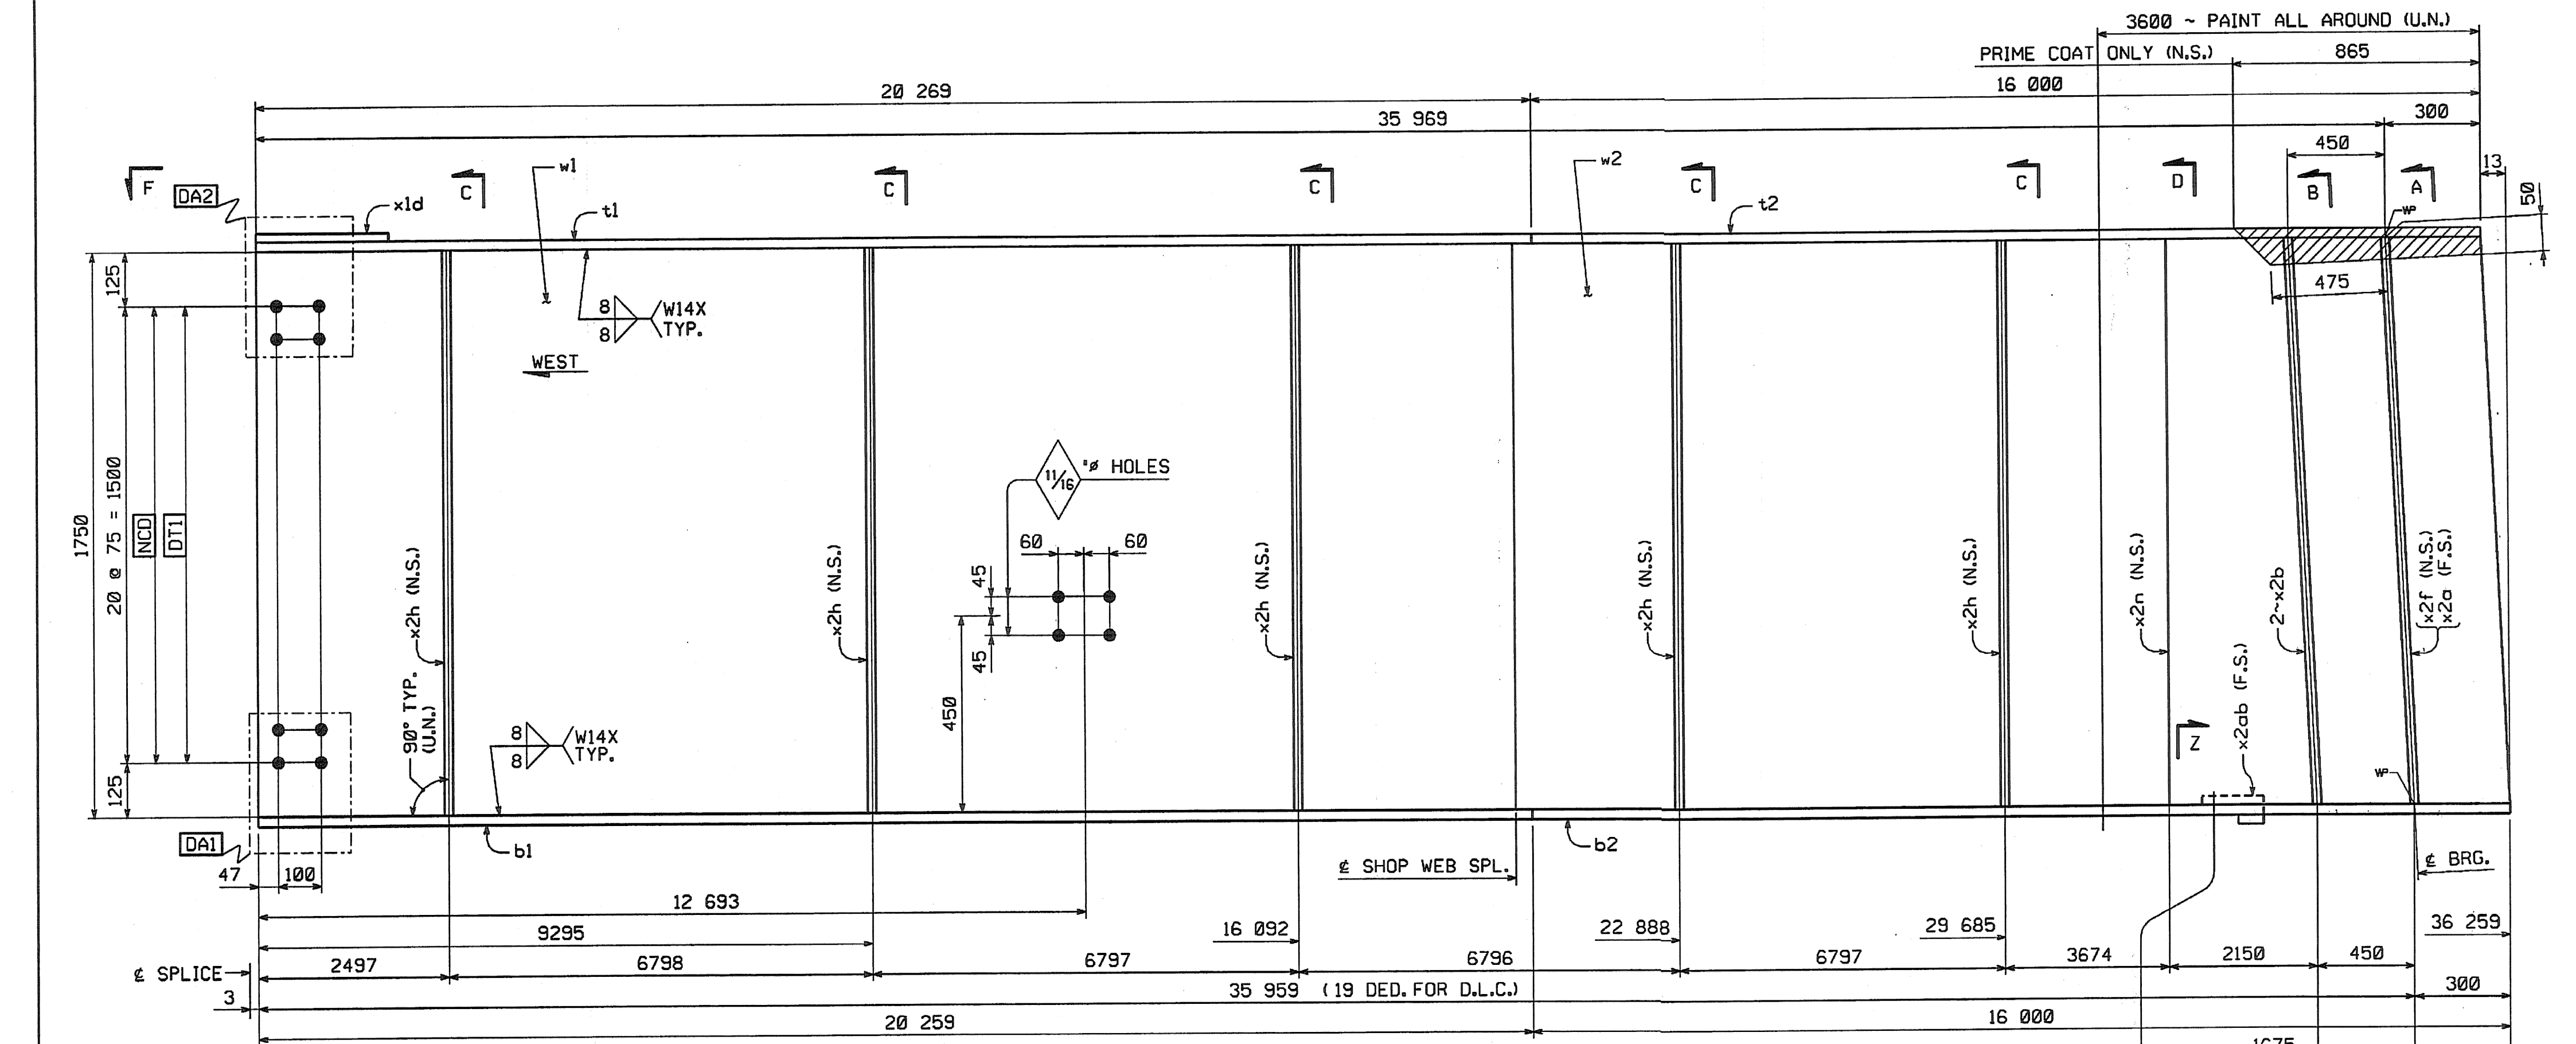 3600 ~ PAINT ALL AROUND (U.N.)
PRIME COAT ONLY (N.S.)
865
20 269
16 000
35 969
300
450
13
50
F
DA2
x1d
C
w1
t1
C
C
w2
C
t2
C
D
B
A
WP
475
125
8
8
W14X
TYP.
WEST
11/16
"ø HOLES
60
60
45
45
450
1750
20 @ 75 = 1500
NCD
DT1
x2h (N.S.)
90° TYP.
(U.N.)
x2h (N.S.)
x2h (N.S.)
x2h (N.S.)
x2h (N.S.)
x2n (N.S.)
2~x2b
x2f (N.S.)
x2a (F.S.)
x2ab (F.S.)
Z
WP
8
8
W14X
TYP.
125
DA1
b1
b2
47
100
℄ SHOP WEB SPL.
℄ BRG.
12 693
9295
16 092
22 888
29 685
36 259
℄ SPLICE
2497
6798
6797
6796
6797
3674
2150
450
3
35 959 (19 DED. FOR D.L.C.)
300
20 259
16 000
1675